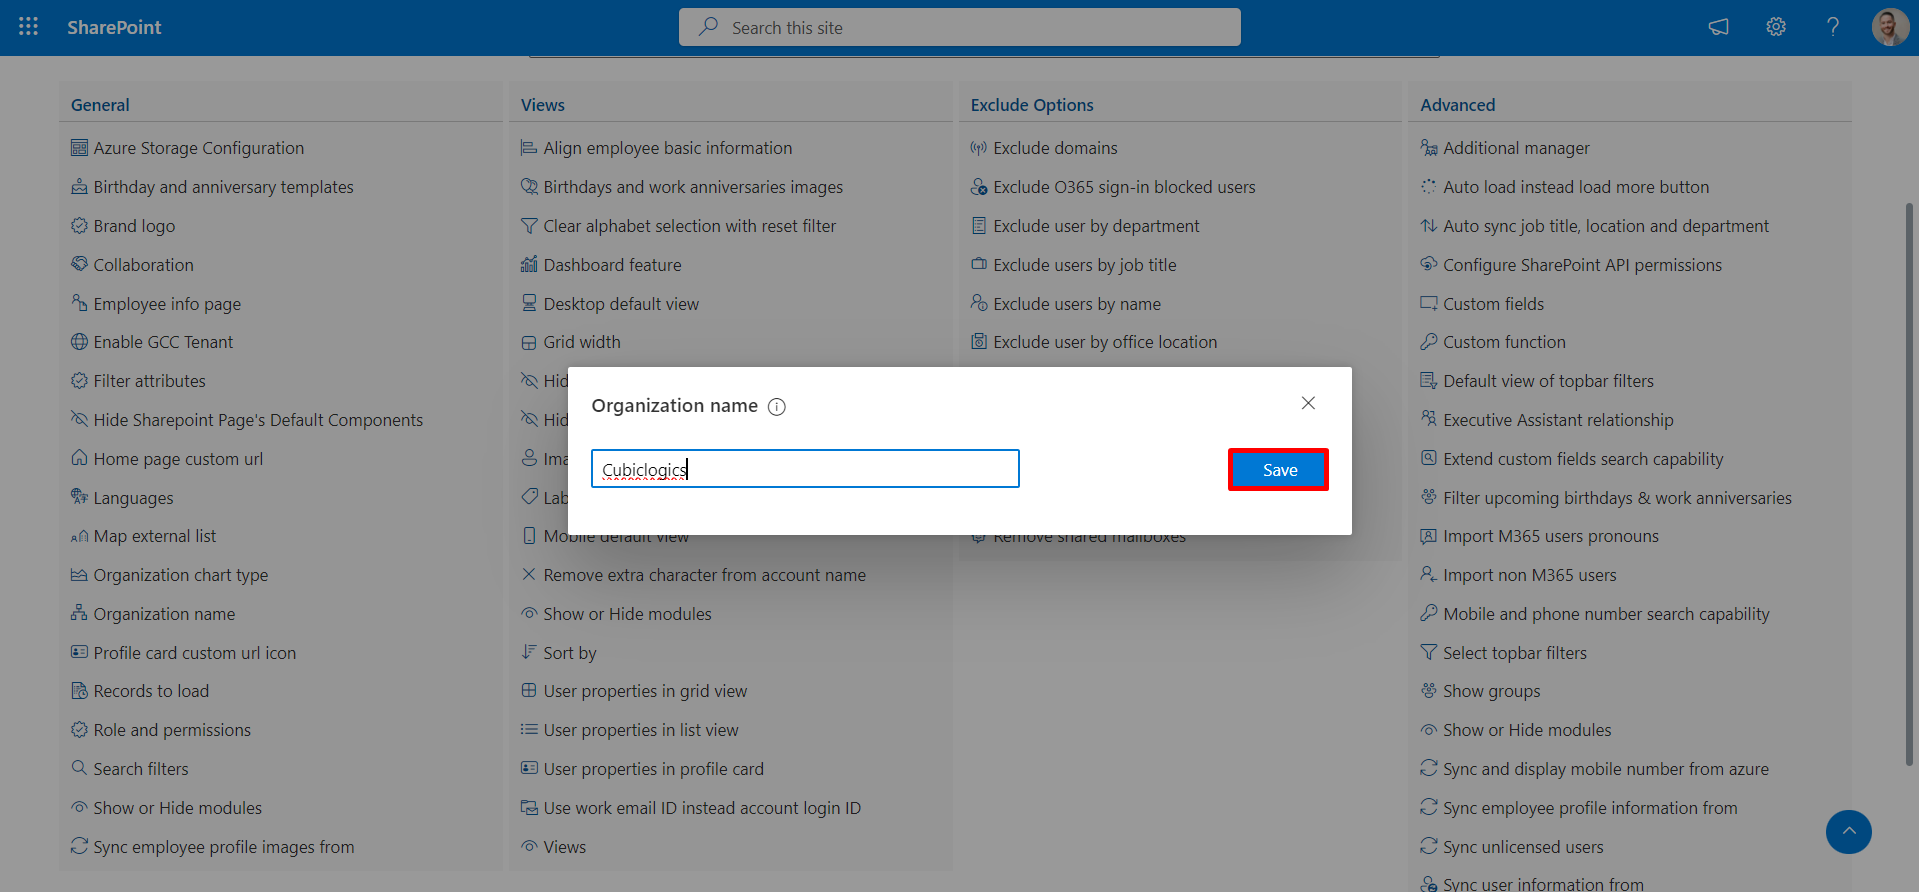 SharePoint
Search this site
General
Azure Storage Configuration
Birthday and anniversary templates
Brand logo
Collaboration
Employee info page
Enable GCC Tenant
Filter attributes
Hide Sharepoint Page's Default Components
Home page custom url
Languages
Map external list
Organization chart type
Organization name
Profile card custom url icon
Records to load
Role and permissions
Search filters
Show or Hide modules
Sync employee profile images from
Views
Align employee basic information
Birthdays and work anniversaries images
Clear alphabet selection with reset filter
Dashboard feature
Desktop default view
Grid width
Hid
Hid
Ima
Lab
Mobile default view
Remove extra character from account name
Show or Hide modules
Sort by
User properties in grid view
User properties in list view
User properties in profile card
Use work email ID instead account login ID
Views
Exclude Options
Exclude domains
Exclude O365 sign-in blocked users
Exclude user by department
Exclude users by job title
Exclude users by name
Exclude user by office location
Remove shared mailboxes
Organization name
Cubiclogics
Save
Advanced
Additional manager
Auto load instead load more button
Auto sync job title, location and department
Configure SharePoint API permissions
Custom fields
Custom function
Default view of topbar filters
Executive Assistant relationship
Extend custom fields search capability
Filter upcoming birthdays & work anniversaries
Import M365 users pronouns
Import non M365 users
Mobile and phone number search capability
Select topbar filters
Show groups
Show or Hide modules
Sync and display mobile number from azure
Sync employee profile information from
Sync unlicensed users
Sync user information from